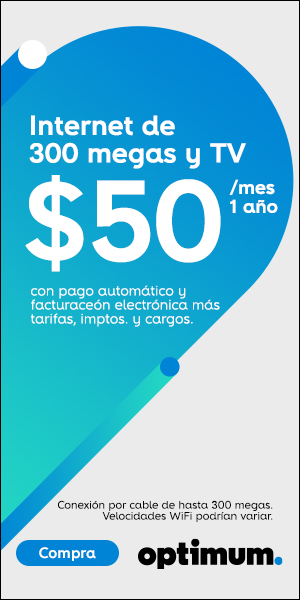 Internet de
300 megas y TV
$50 /mes
1 año
con pago automático y
facturaceón electrónica más
tarifas, imptos. y cargos.
Conexión por cable de hasta 300 megas.
Velocidades WiFi podrían variar.
Compra
optimum.